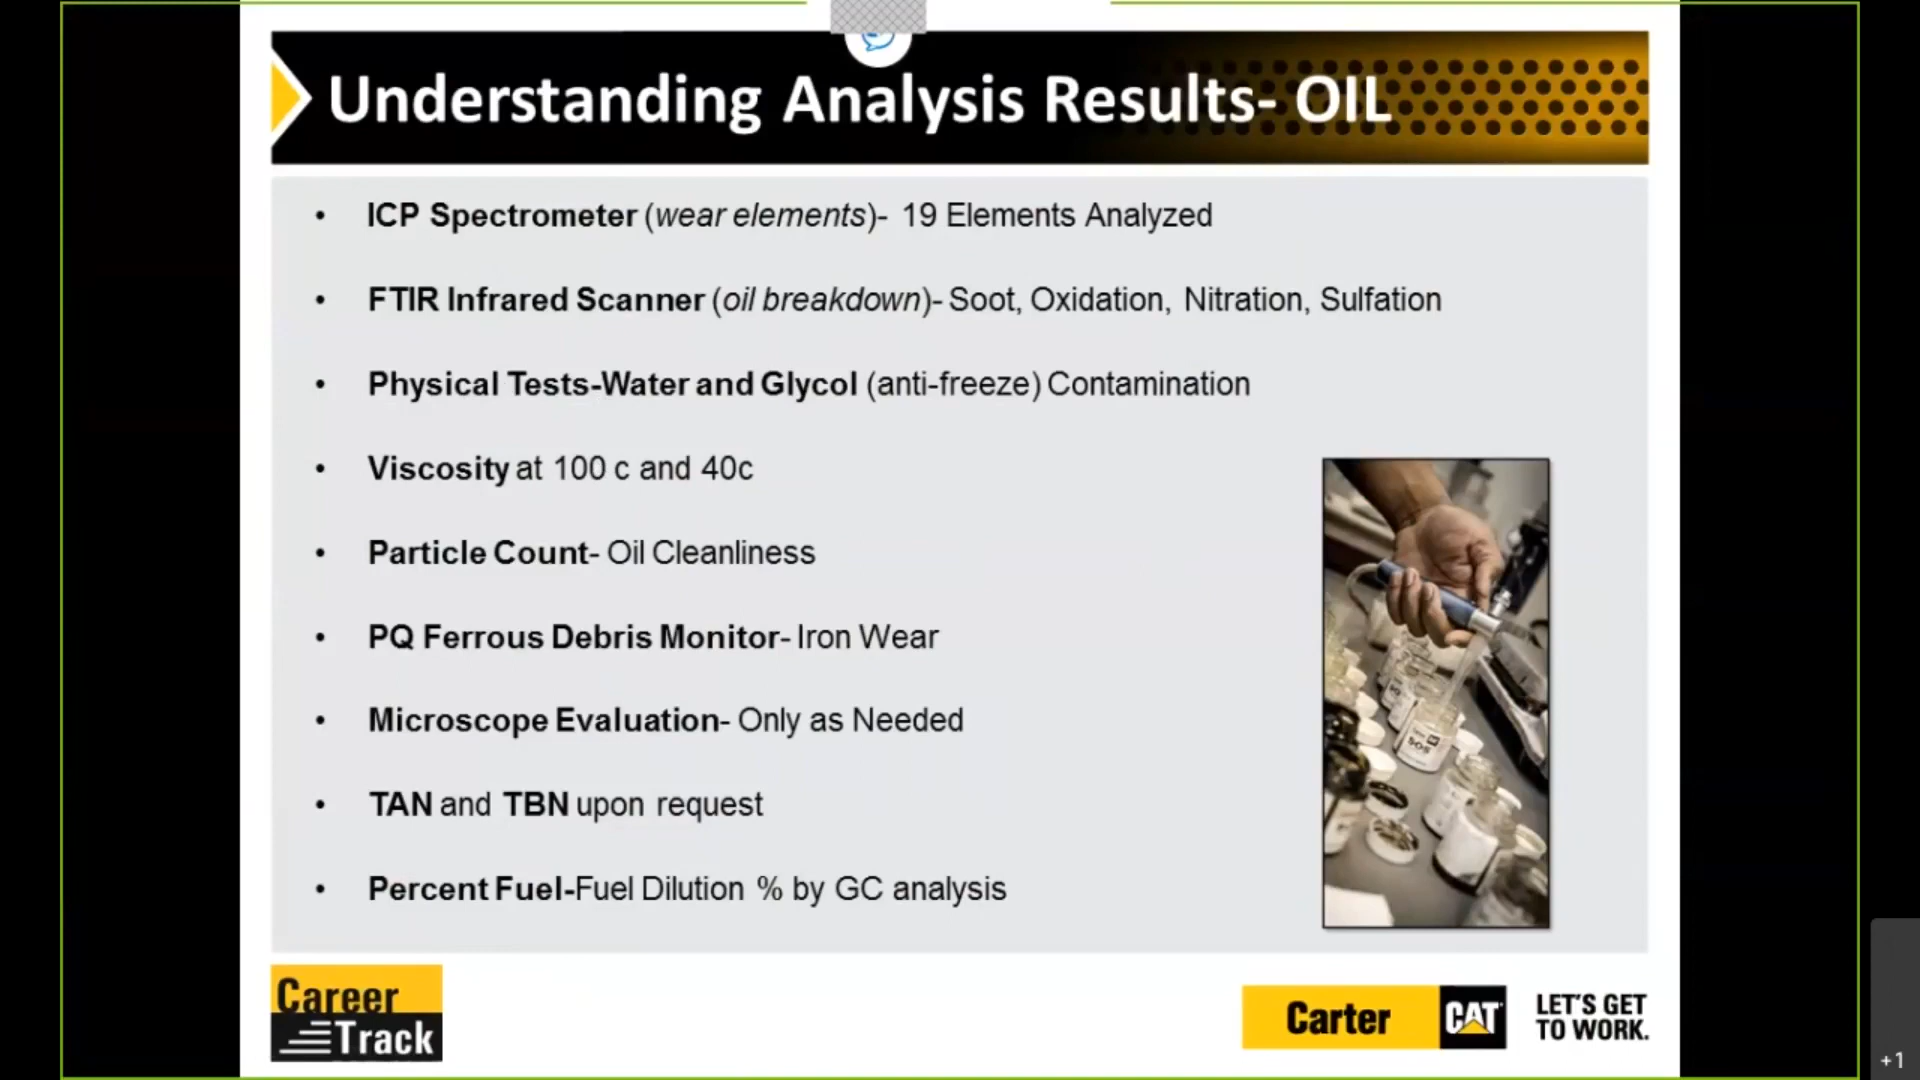 Understanding Analysis Results- OIL
• ICP Spectrometer (wear elements)- 19 Elements Analyzed
• FTIR Infrared Scanner (oil breakdown)- Soot, Oxidation, Nitration, Sulfation
• Physical Tests-Water and Glycol (anti-freeze) Contamination
• Viscosity at 100 c and 40c
• Particle Count- Oil Cleanliness
• PQ Ferrous Debris Monitor- Iron Wear
• Microscope Evaluation- Only as Needed
• TAN and TBN upon request
• Percent Fuel-Fuel Dilution % by GC analysis
SOS
Career
Track
Carter CAT
LET'S GET
TO WORK.
+1